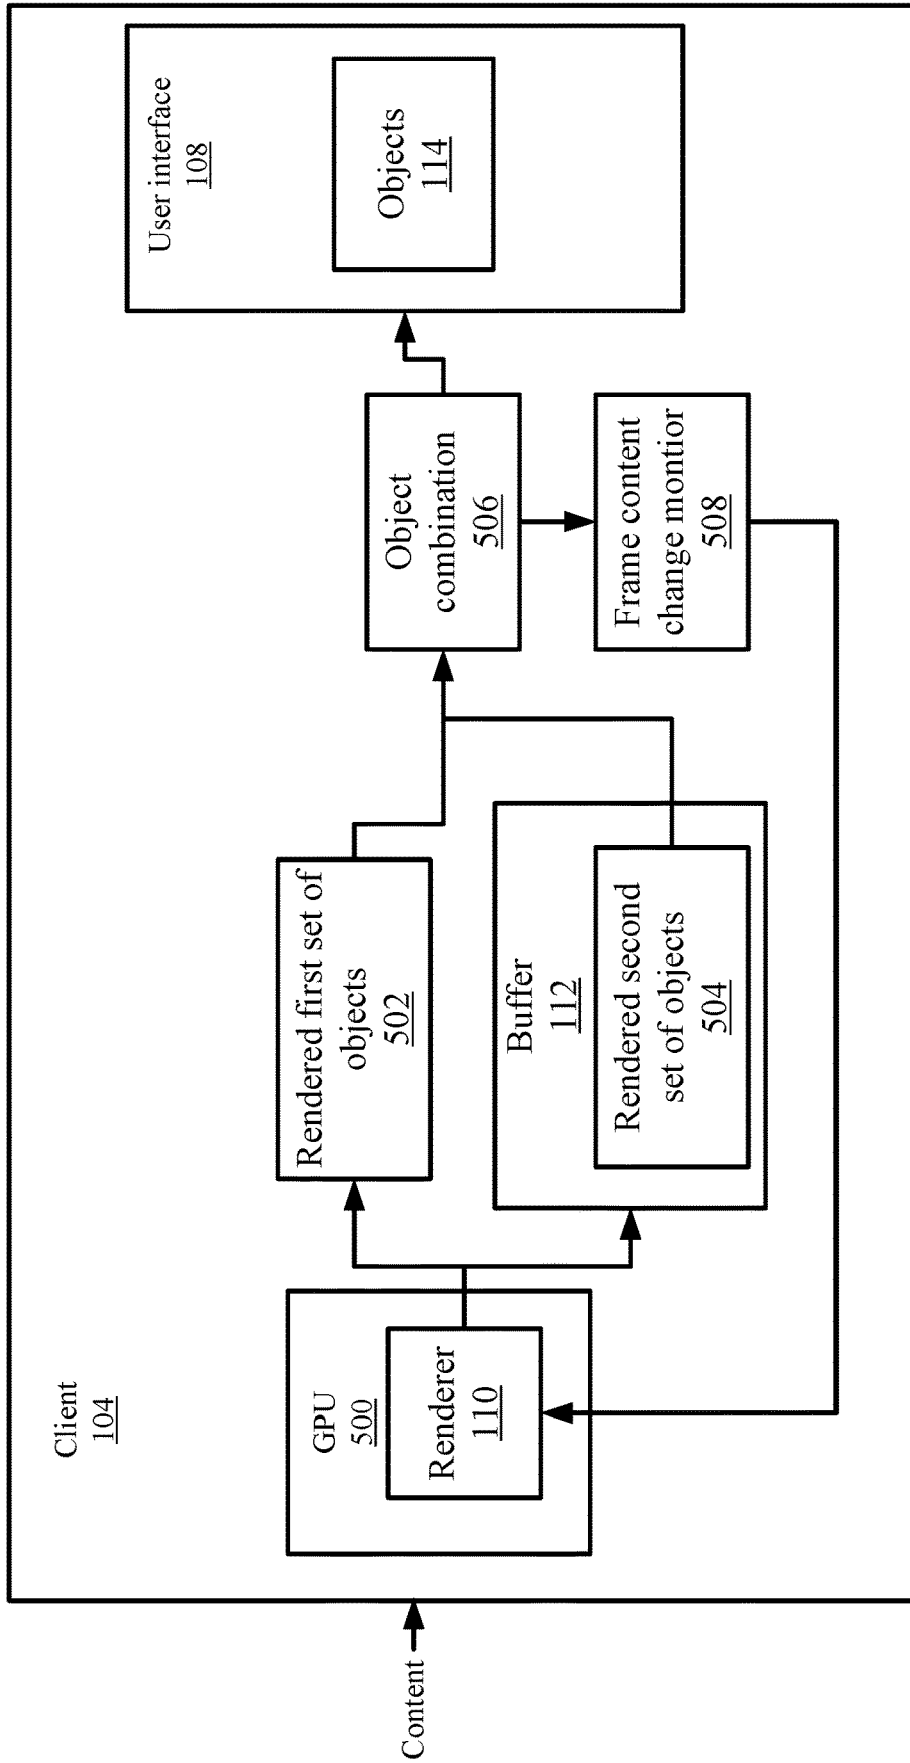 Client
104
Content
GPU
500
Renderer
110
Rendered first set of
objects
502
Buffer
112
Rendered second
set of objects
504
Object
combination
506
Frame content
change montior
508
User interface
108
Objects
114